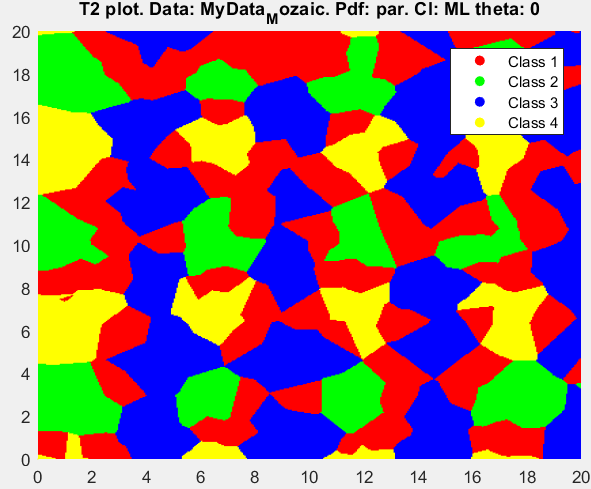 T2 plot. Data: MyData_Mozaic. Pdf: par. Cl: ML theta: 0
20
18
16
14
12
10
8
6
4
2
0
Class 1
Class 2
Class 3
Class 4
0 2 4 6 8 10 12 14 16 18 20